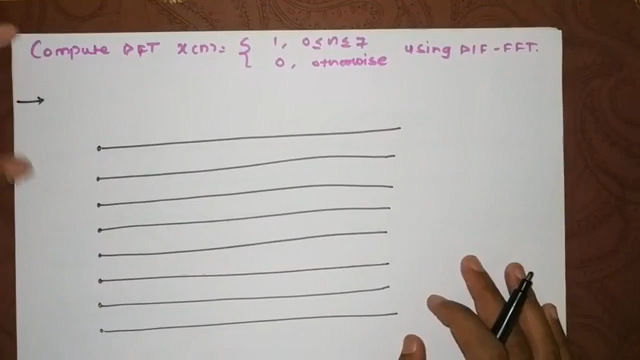 Compute DFT x(n)= { 1, 0≤n≤7 using DIF-FFT.
0, otherwise